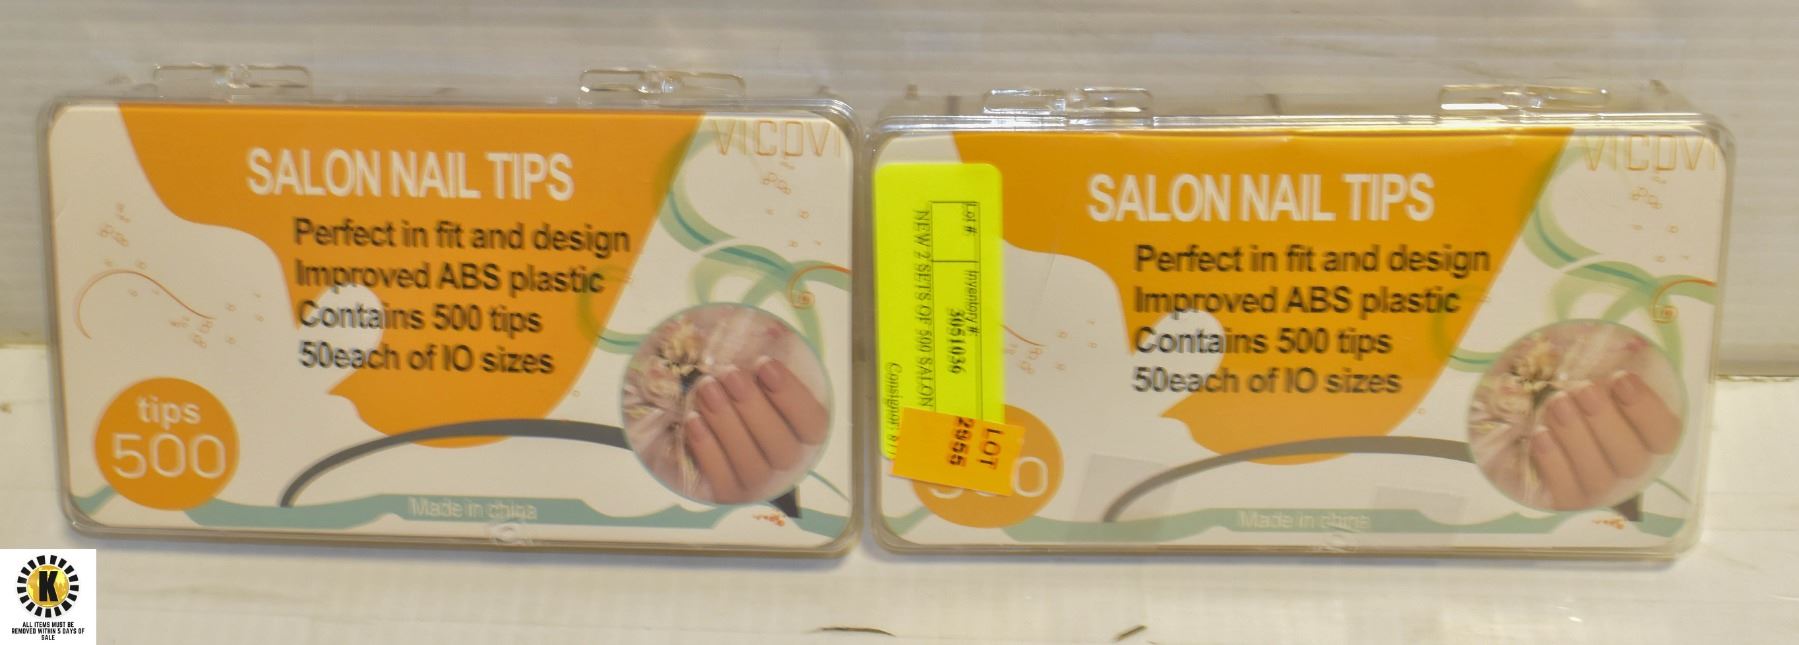 VICOVI
SALON NAIL TIPS
Perfect in fit and design
Improved ABS plastic
Contains 500 tips
50each of IO sizes
tips
500
Made in china
VICOVI
SALON NAIL TIPS
Perfect in fit and design
Improved ABS plastic
Contains 500 tips
50each of IO sizes
Made in china
Lot #:
Inventory #:
3051036
NEW 2 SETS OF 500 SALON
Consignor
LOT
2955
K
ALL ITEMS MUST BE
REMOVED WITHIN 5 DAYS OF
SALE